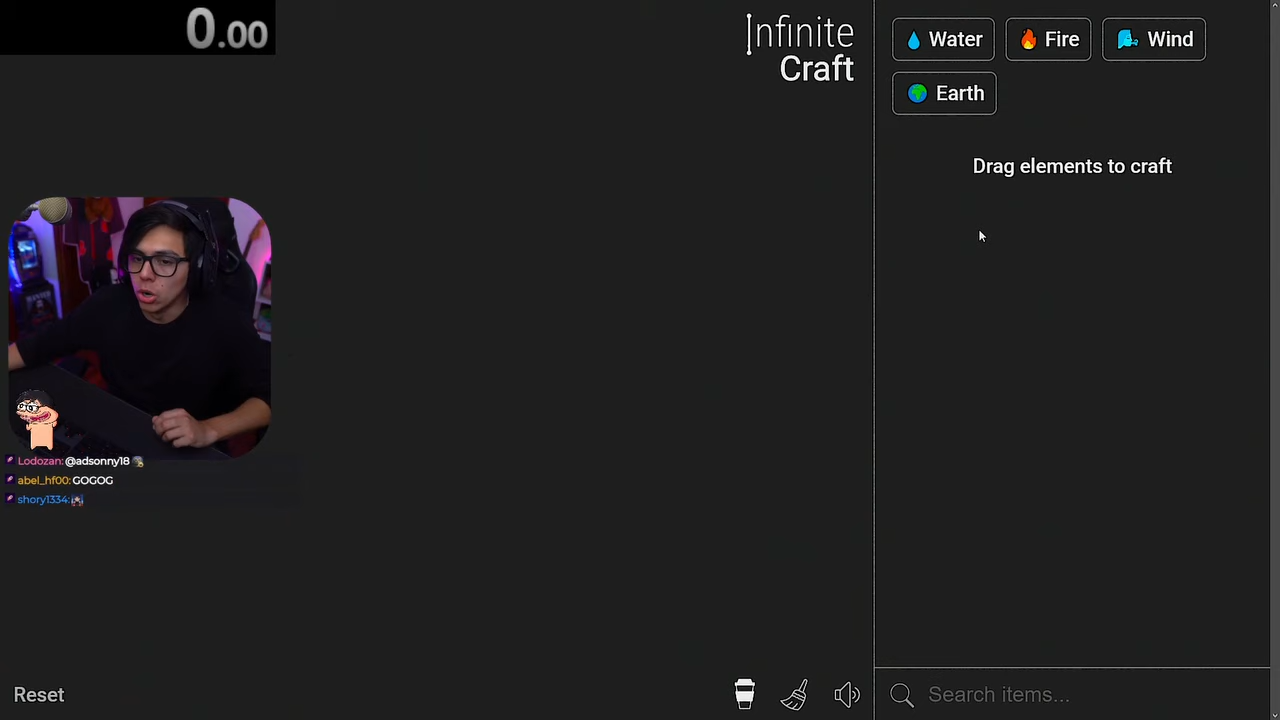 0.00
Infinite
Craft
Water
Fire
Wind
Earth
Drag elements to craft
Lodozan: @adsonny18
abel_hf00: GOGOG
shory1334:
Reset
Search items...